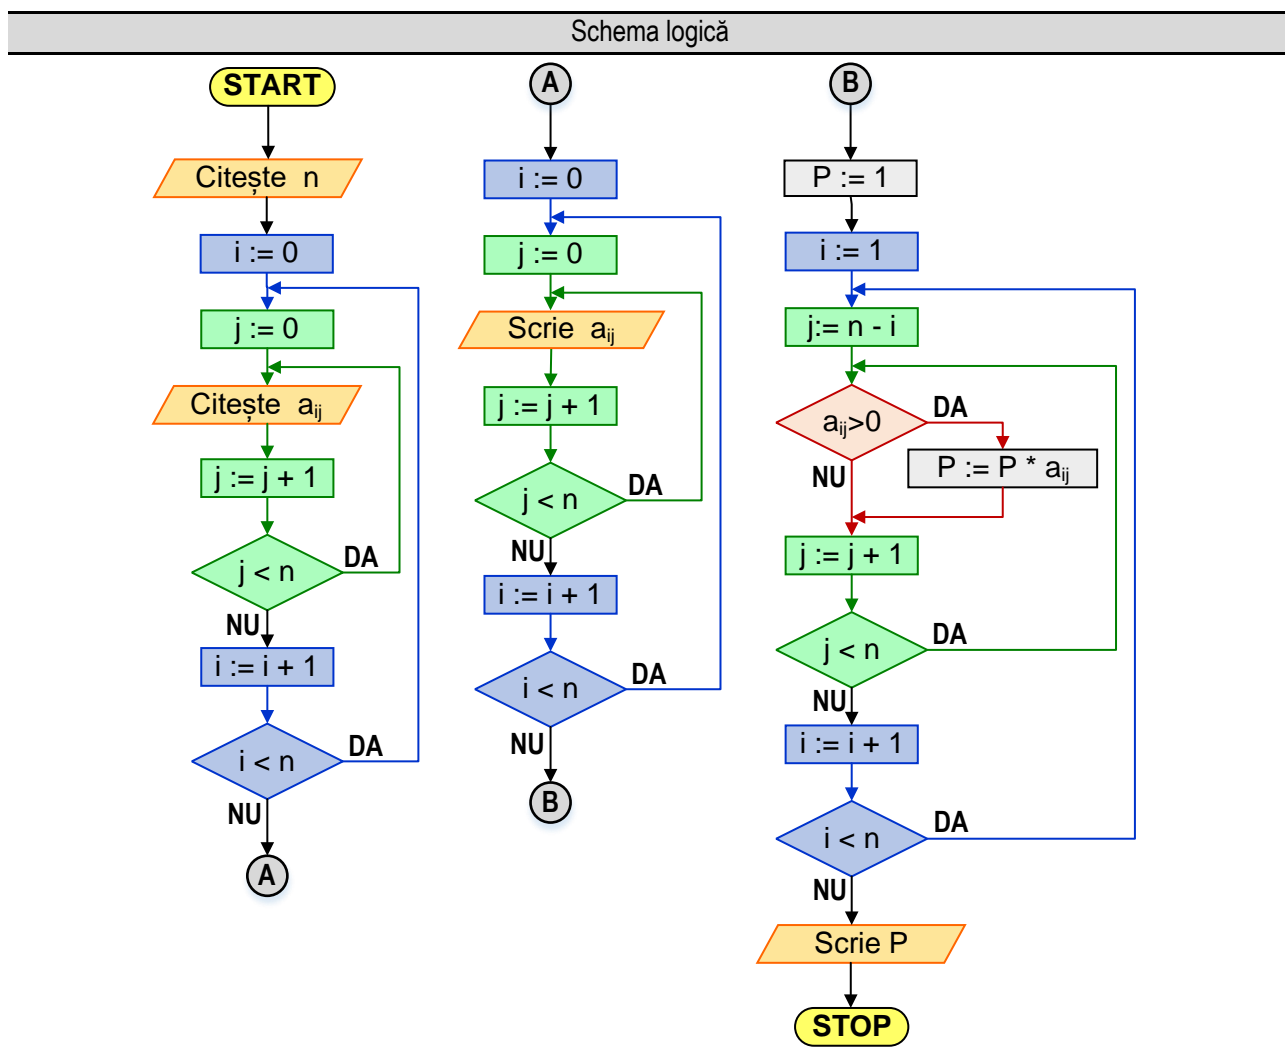 Schema logică
START
Citește n
i := 0
j := 0
Citește aij
j := j + 1
j < n
DA
NU
i := i + 1
i < n
DA
NU
A
A
i := 0
j := 0
Scrie aij
j := j + 1
j < n
DA
NU
i := i + 1
i < n
DA
NU
B
B
P := 1
i := 1
j:= n - i
aij>0
DA
NU
P := P * aij
j := j + 1
j < n
DA
NU
i := i + 1
i < n
DA
NU
Scrie P
STOP